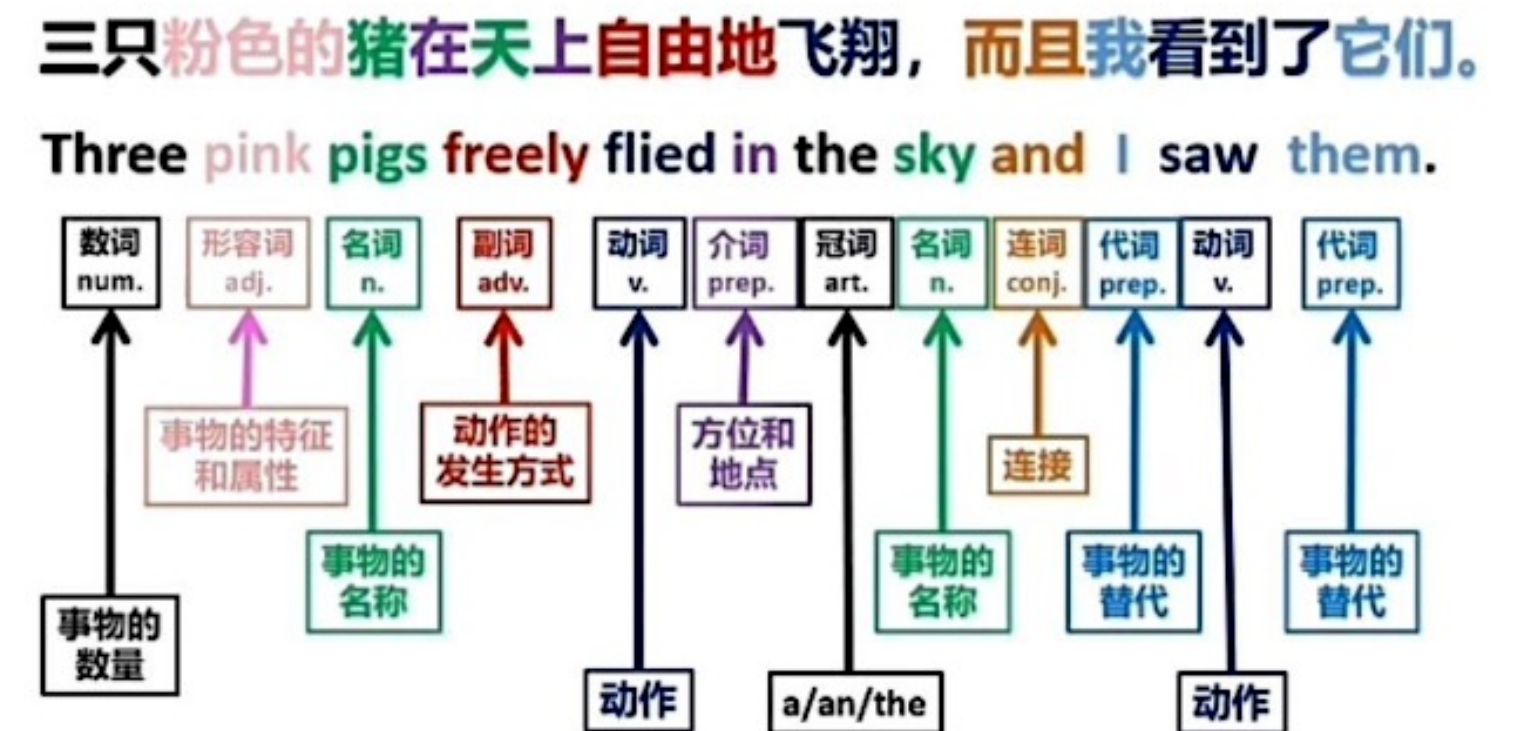 三只粉色的猪在天上自由地飞翔，而且我看到了它们。
Three pink pigs freely flied in the sky and I saw them.
数词 形容词 名词 副词 动词 介词 冠词 名词 连词 代词 动词 代词
num. adj. n. adv. v. prep. art. n. conj. prep. v. prep.
事物的特征 动作的 方位和
和属性 发生方式 地点
连接
事物的 事物的 事物的 事物的
名称 名称 替代 替代
事物的
数量
动作 a/an/the 动作